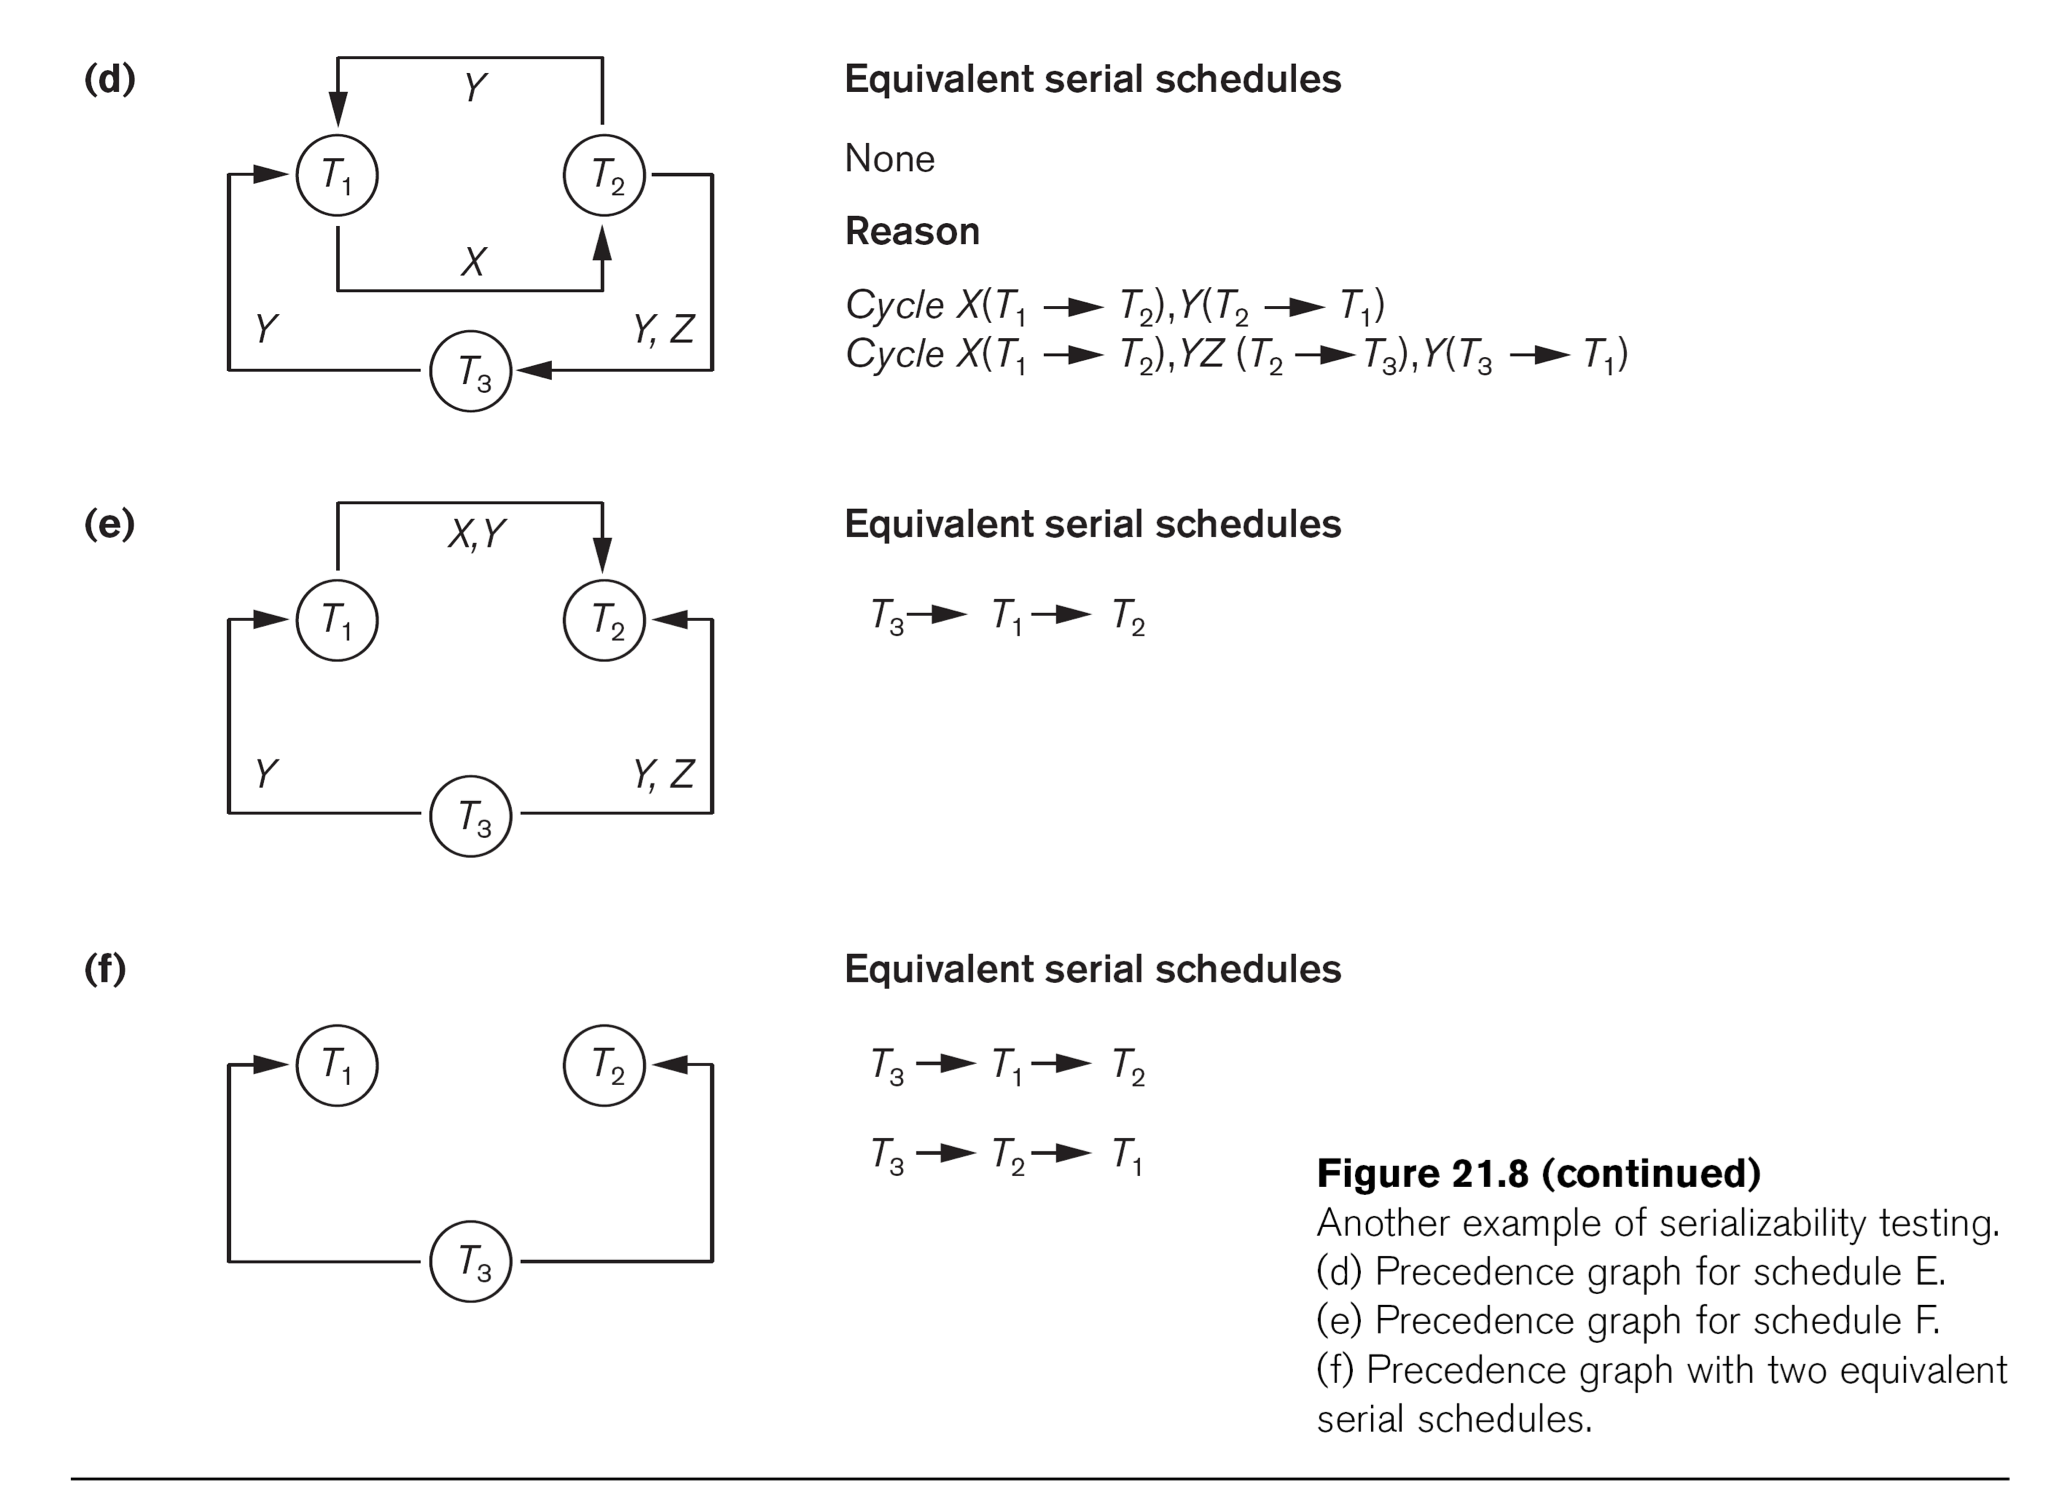 (d)
Y
T1
T2
X
Y
Y, Z
T3
Equivalent serial schedules
None
Reason
Cycle X(T1 → T2),Y(T2 → T1)
Cycle X(T1 → T2),YZ (T2 → T3),Y(T3 → T1)
(e)
X,Y
T1
T2
Y
Y, Z
T3
Equivalent serial schedules
T3 → T1 → T2
(f)
T1
T2
T3
Equivalent serial schedules
T3 → T1 → T2
T3 → T2 → T1
Figure 21.8 (continued)
Another example of serializability testing.
(d) Precedence graph for schedule E.
(e) Precedence graph for schedule F.
(f) Precedence graph with two equivalent
serial schedules.